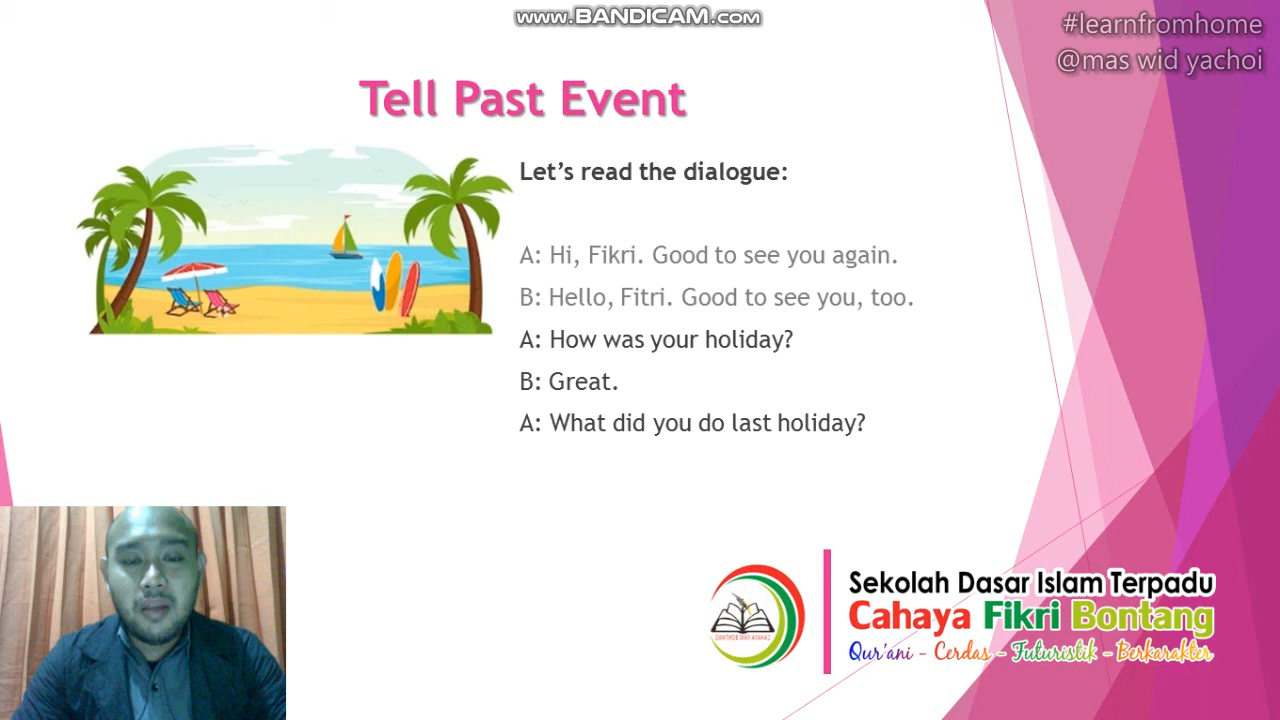 www.BANDICAM.com
#learnfromhome
@mas wid yachoi
Tell Past Event
Let's read the dialogue:
A: Hi, Fikri. Good to see you again.
B: Hello, Fitri. Good to see you, too.
A: How was your holiday?
B: Great.
A: What did you do last holiday?
Sekolah Dasar Islam Terpadu
Cahaya Fikri Bontang
Qur'ani - Cerdas - Futuristik - Berkarakter